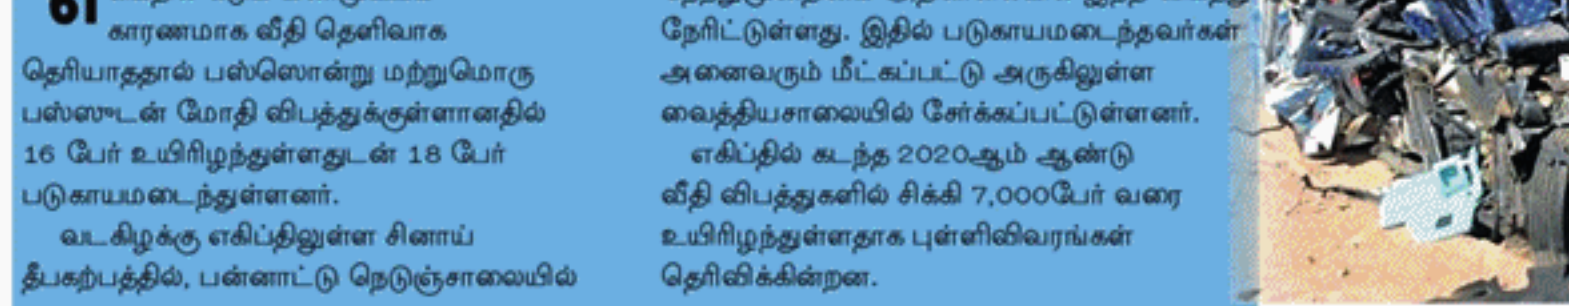 எ
காரணமாக வீதி தெளிவாக
தெரியாததால் பஸ்ஸொன்று மற்றுமொரு
பஸ்ஸுடன் மோதி விபத்துக்குள்ளானதில்
16 பேர் உயிரிழந்துள்ளதுடன் 18 பேர்
படுகாயமடைந்துள்ளனர்.
வடகிழக்கு எகிப்திலுள்ள சினாய்
தீபகற்பத்தில், பன்னாட்டு நெடுஞ்சாலையில்
நேரிட்டுள்ளது. இதில் படுகாயமடைந்தவர்கள்
அனைவரும் மீட்கப்பட்டு அருகிலுள்ள
வைத்தியசாலையில் சேர்க்கப்பட்டுள்ளனர்.
எகிப்தில் கடந்த 2020ஆம் ஆண்டு
வீதி விபத்துகளில் சிக்கி 7,000பேர் வரை
உயிரிழந்துள்ளதாக புள்ளிவிவரங்கள்
தெரிவிக்கின்றன.